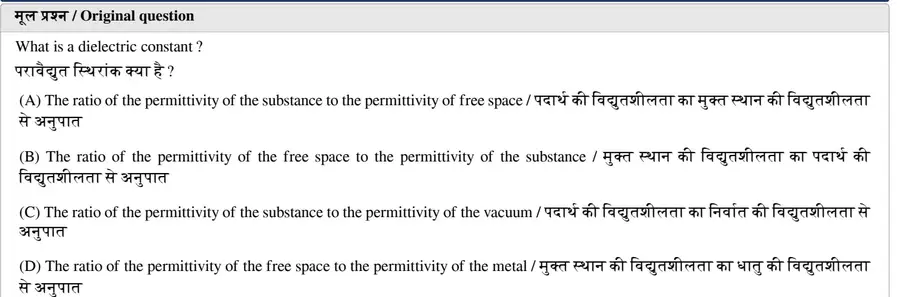 मूल प्रश्न / Original question
What is a dielectric constant ?
परावैद्युत स्थिरांक क्या है ?
(A) The ratio of the permittivity of the substance to the permittivity of free space / पदार्थ की विद्युतशीलता का मुक्त स्थान की विद्युतशीलता
से अनुपात
(B) The ratio of the permittivity of the free space to the permittivity of the substance / मुक्त स्थान की विद्युतशीलता का पदार्थ की
विद्युतशीलता से अनुपात
(C) The ratio of the permittivity of the substance to the permittivity of the vacuum / पदार्थ की विद्युतशीलता का निर्वात की विद्युतशीलता से
अनुपात
(D) The ratio of the permittivity of the free space to the permittivity of the metal / मुक्त स्थान की विद्युतशीलता का धातु की विद्युतशीलता
से अनुपात